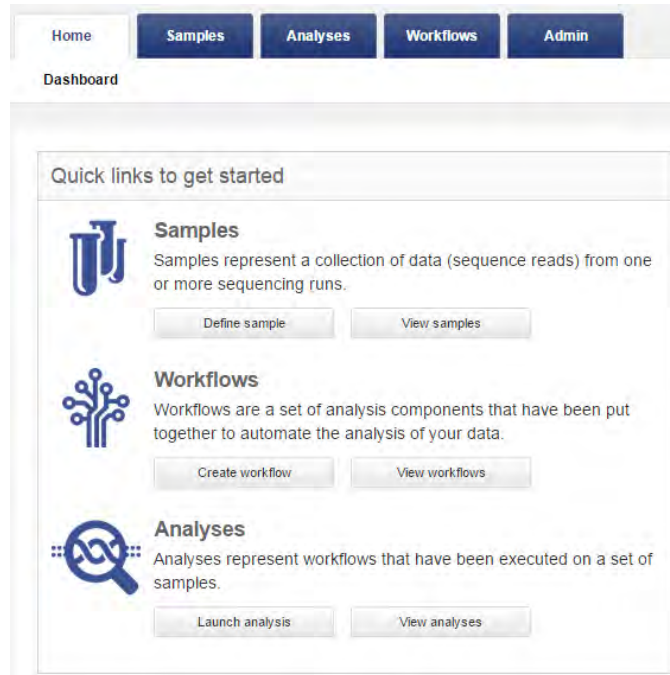 Home Samples Analyses Workflows Admin
Dashboard
Quick links to get started
Samples
Samples represent a collection of data (sequence reads) from one
or more sequencing runs.
Define sample View samples
Workflows
Workflows are a set of analysis components that have been put
together to automate the analysis of your data.
Create workflow View workflows
Analyses
Analyses represent workflows that have been executed on a set of
samples.
Launch analysis View analyses